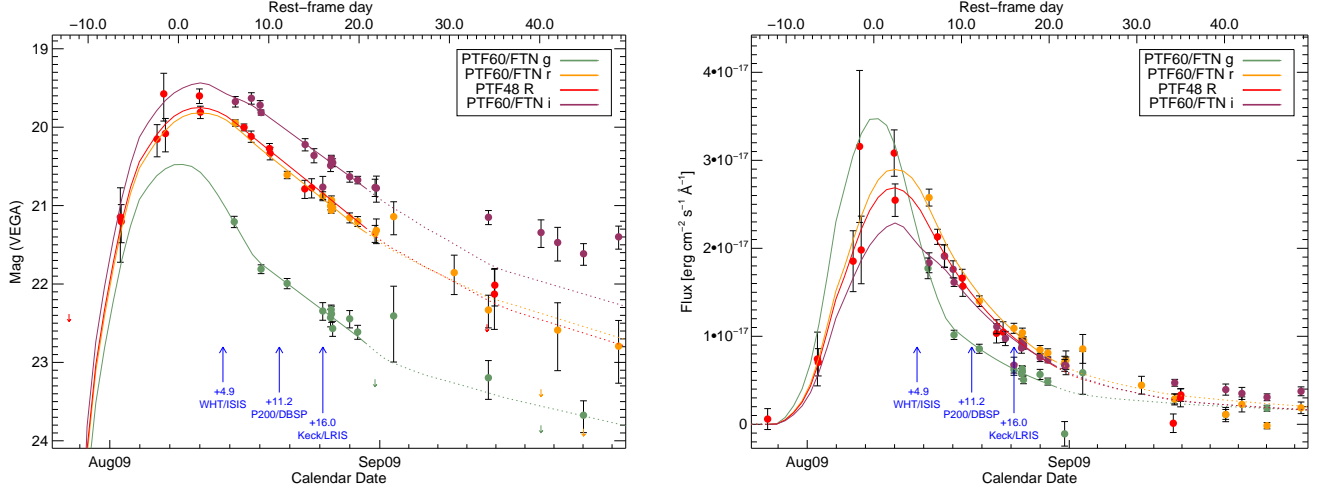 Rest−frame day
−10.0 0.0 10.0 20.0 30.0 40.0
19
20
21
22
23
24
Mag (VEGA)
PTF60/FTN g
PTF60/FTN r
PTF48 R
PTF60/FTN i
+4.9
WHT/ISIS
+11.2
P200/DBSP
+16.0
Keck/LRIS
Aug09 Sep09
Calendar Date
Rest−frame day
−10.0 0.0 10.0 20.0 30.0 40.0
4•10⁻¹⁷
3•10⁻¹⁷
2•10⁻¹⁷
1•10⁻¹⁷
0
Flux [erg cm⁻² s⁻¹ Å⁻¹]
PTF60/FTN g
PTF60/FTN r
PTF48 R
PTF60/FTN i
+4.9
WHT/ISIS
+11.2
P200/DBSP
+16.0
Keck/LRIS
Aug09 Sep09
Calendar Date